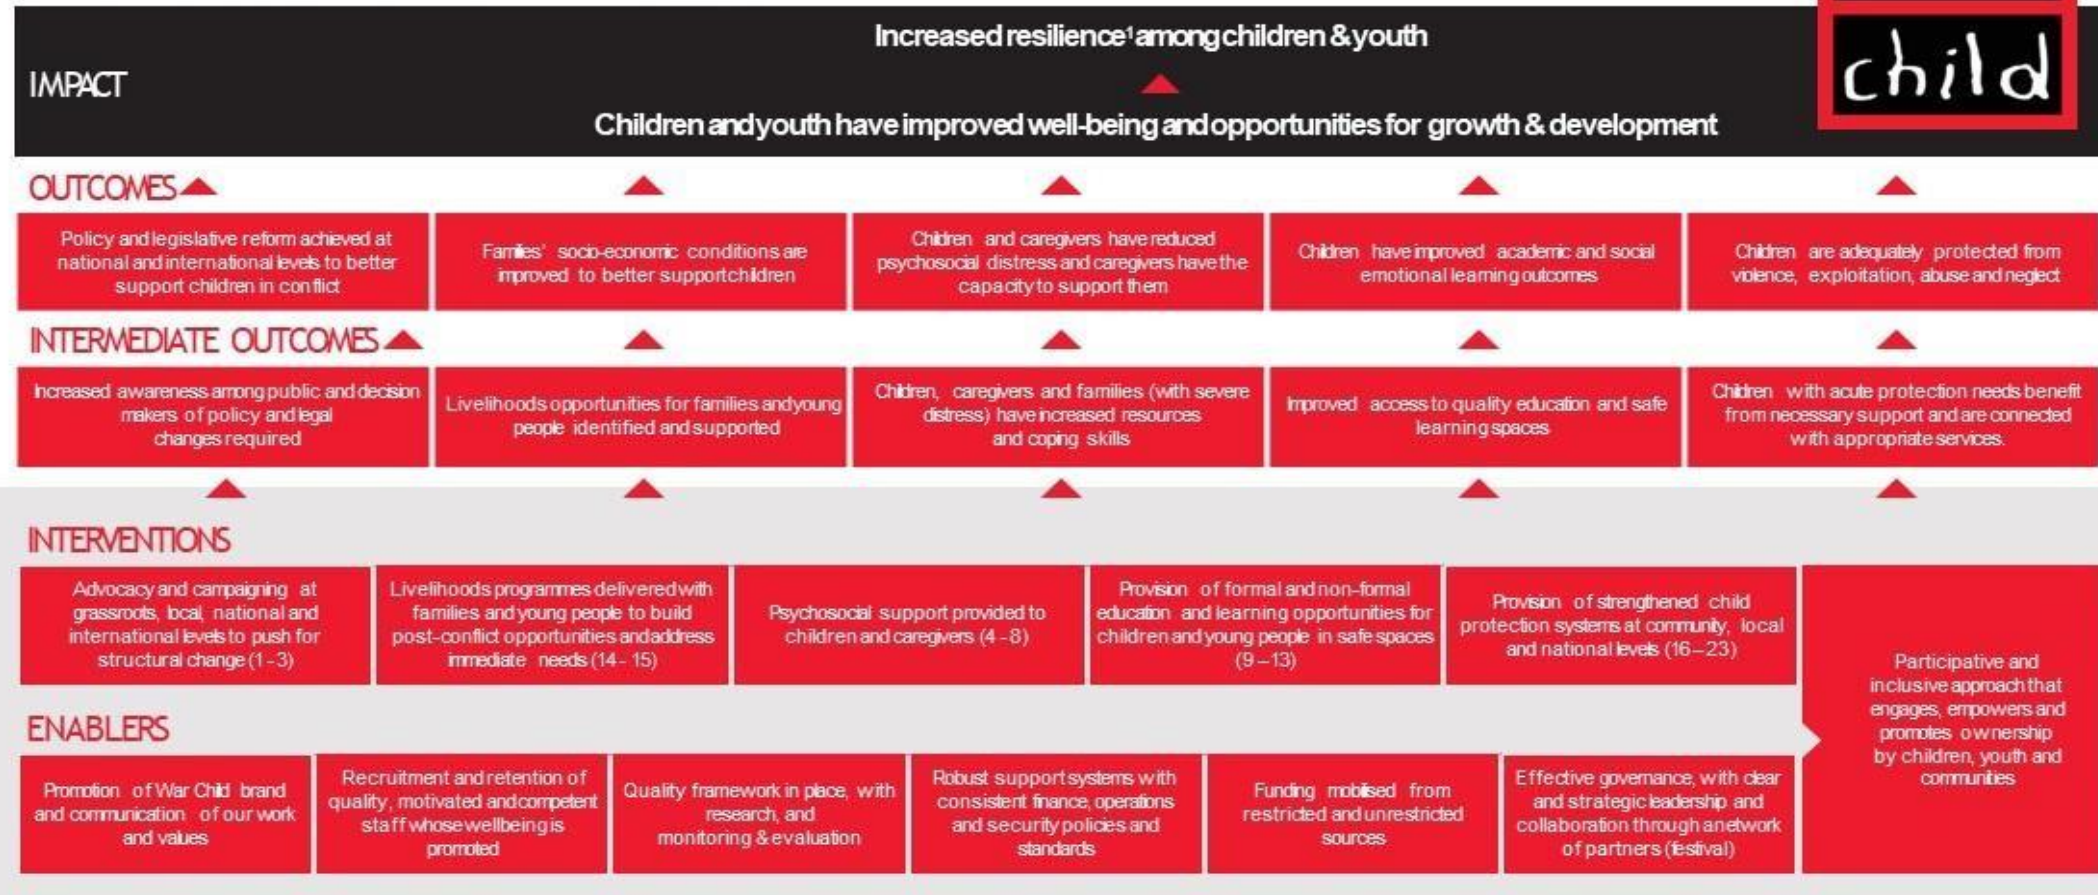 Increased resilience¹ among children & youth
child
IMPACT
Children and youth have improved well-being and opportunities for growth & development
OUTCOMES
Policy and legislative reform achieved at
national and international levels to better
support children in conflict
Families' socio-economic conditions are
improved to better support children
Children and caregivers have reduced
psychosocial distress and caregivers have the
capacity to support them
Children have improved academic and social
emotional learning outcomes
Children are adequately protected from
violence, exploitation, abuse and neglect
INTERMEDIATE OUTCOMES
Increased awareness among public and decision
makers of policy and legal
changes required
Livelihoods opportunities for families and young
people identified and supported
Children, caregivers and families (with severe
distress) have increased resources
and coping skills
Improved access to quality education and safe
learning spaces
Children with acute protection needs benefit
from necessary support and are connected
with appropriate services.
INTERVENTIONS
Advocacy and campaigning at
grassroots, local, national and
international levels to push for
structural change (1-3)
Livelihoods programmes delivered with
families and young people to build
post-conflict opportunities and address
immediate needs (14- 15)
Psychosocial support provided to
children and caregivers (4-8)
Provision of formal and non-formal
education and learning opportunities for
children and young people in safe spaces
(9–13)
Provision of strengthened child
protection systems at community, local
and national levels (16–23)
Participative and
inclusive approach that
engages, empowers and
promotes ownership
by children, youth and
communities
ENABLERS
Promotion of War Child brand
and communication of our work
and values
Recruitment and retention of
quality, motivated and competent
staff whose wellbeing is
promoted
Quality framework in place, with
research, and
monitoring & evaluation
Robust support systems with
consistent finance, operations
and security policies and
standards
Funding mobilised from
restricted and unrestricted
sources
Effective governance, with clear
and strategic leadership and
collaboration through a network
of partners (festival)